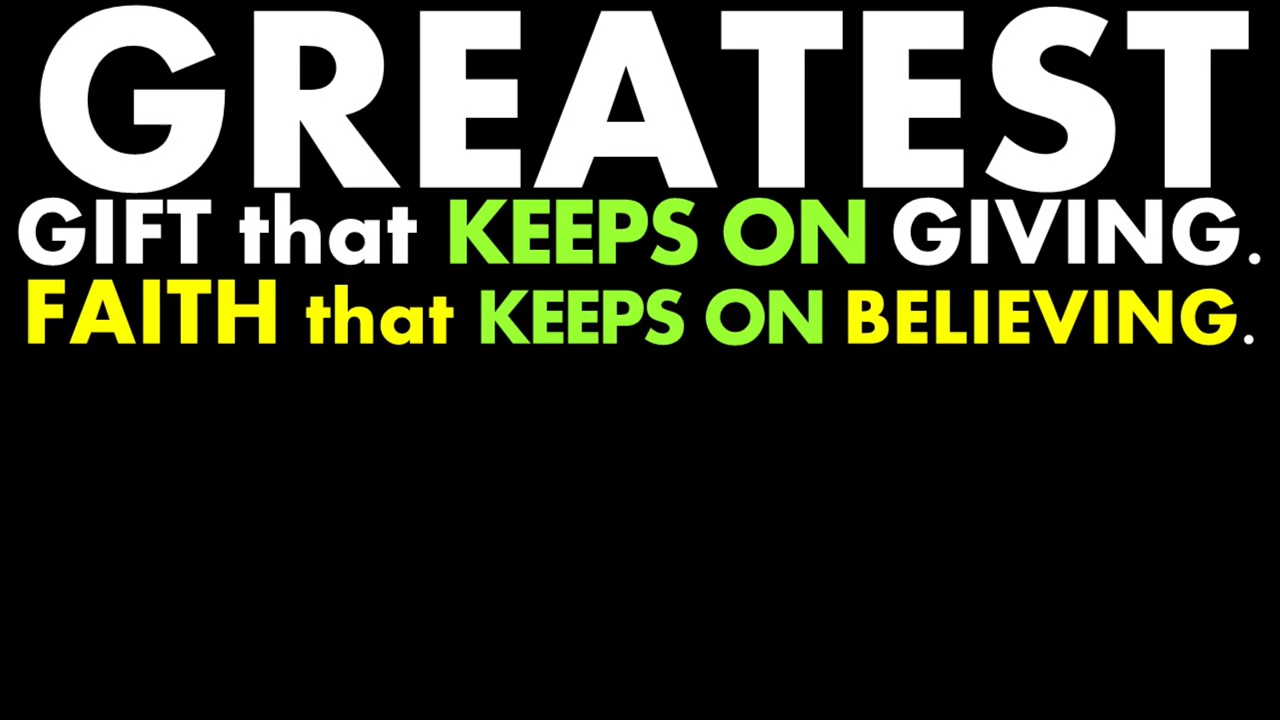 GREATEST
GIFT that KEEPS ON GIVING.
FAITH that KEEPS ON BELIEVING.